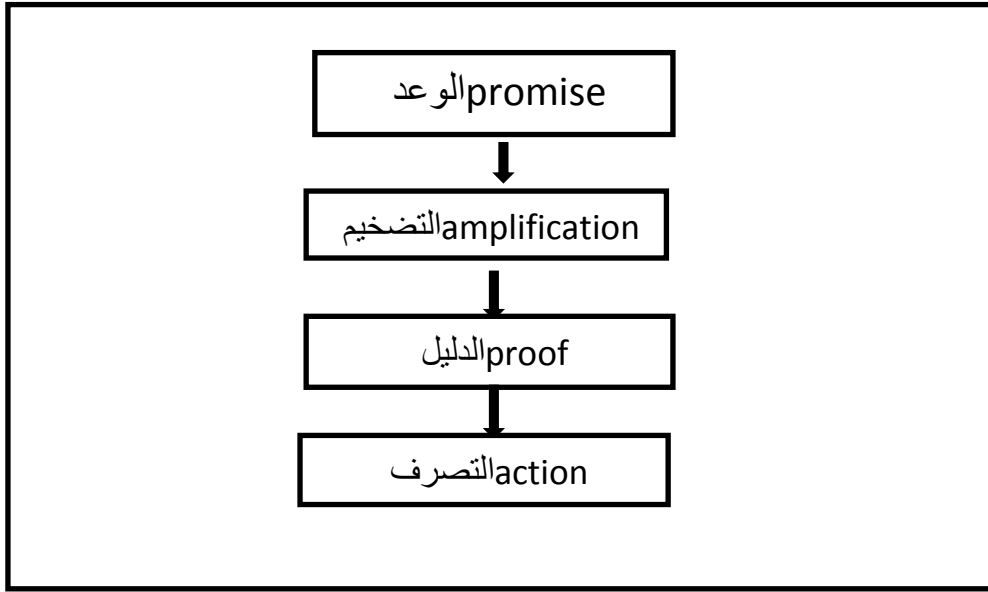 الوعدpromise
التضخيمamplification
الدليلproof
التصرفaction